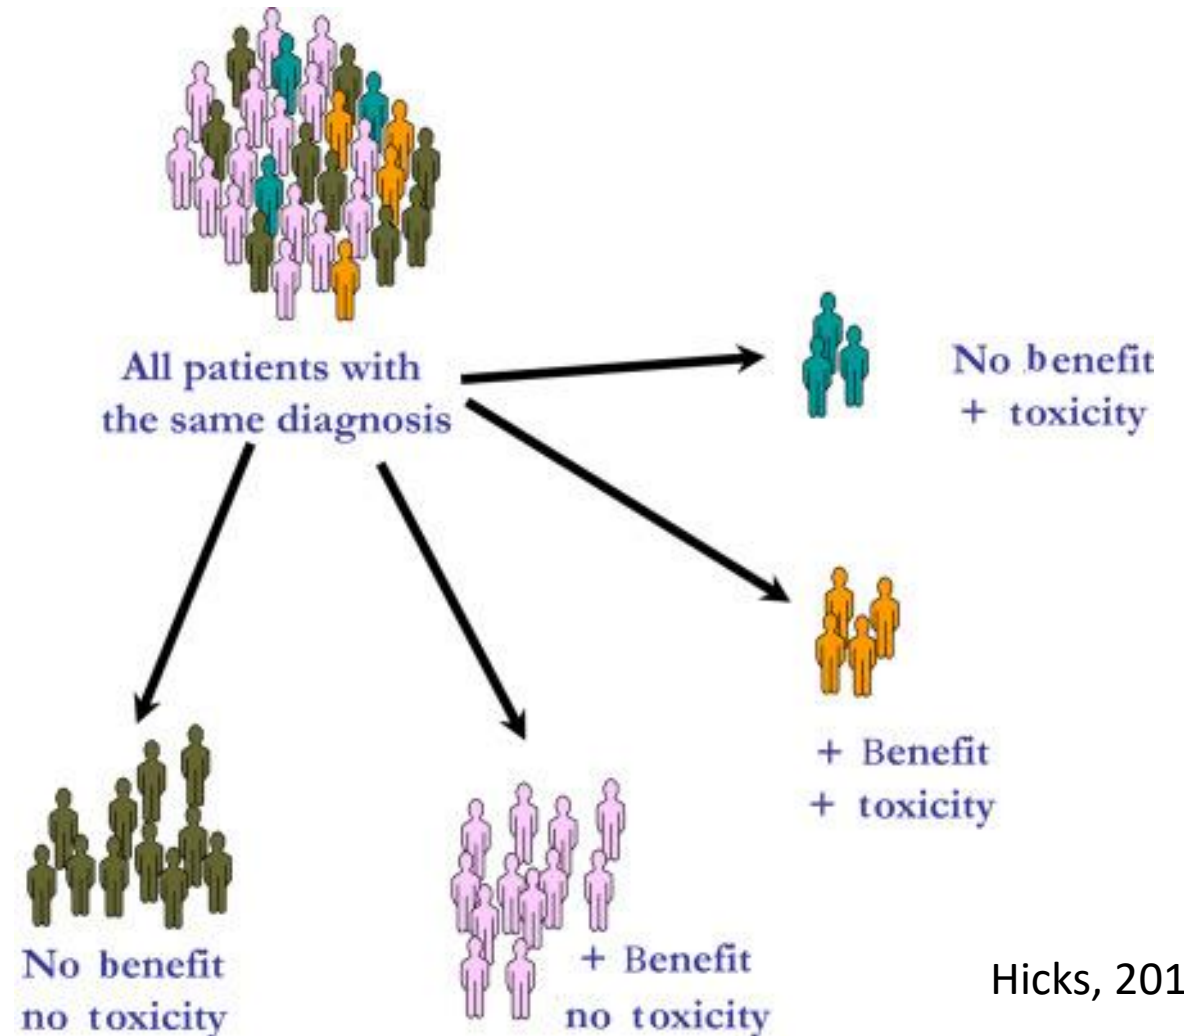 All patients with
the same diagnosis
No benefit
+ toxicity
+ Benefit
+ toxicity
No benefit
no toxicity
+ Benefit
no toxicity
Hicks, 201